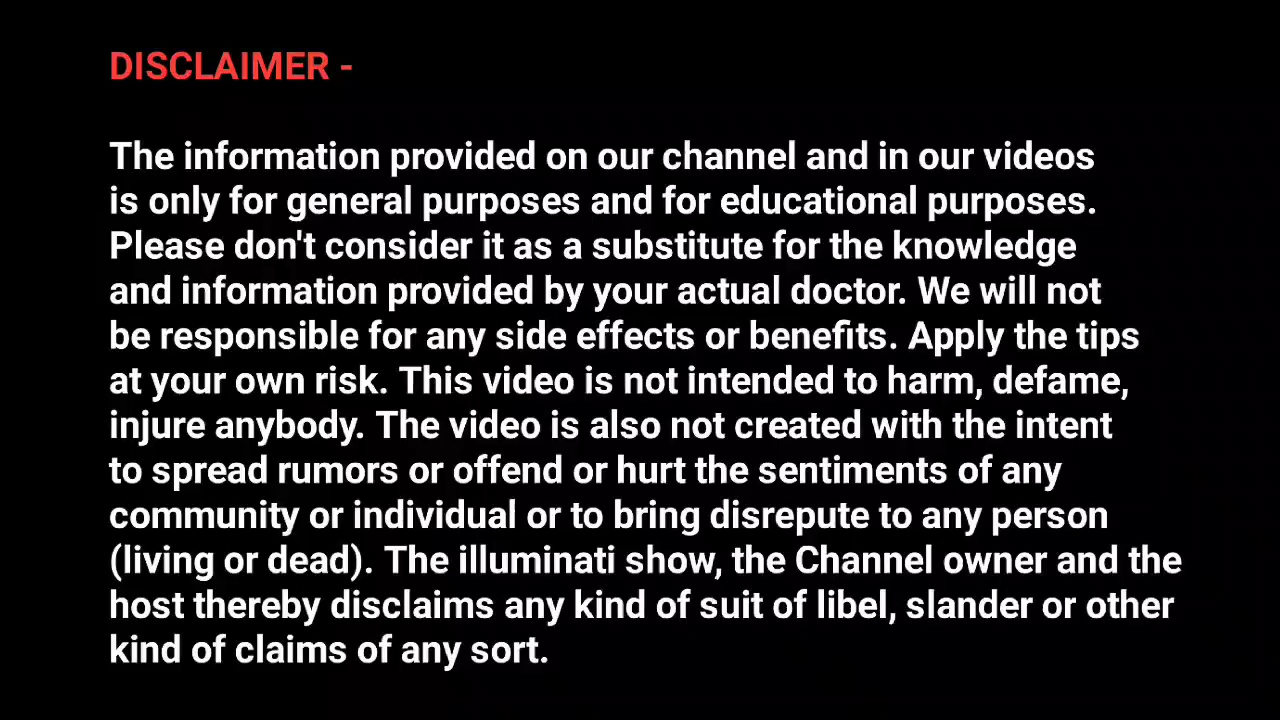 DISCLAIMER -
The information provided on our channel and in our videos
is only for general purposes and for educational purposes.
Please don't consider it as a substitute for the knowledge
and information provided by your actual doctor. We will not
be responsible for any side effects or benefits. Apply the tips
at your own risk. This video is not intended to harm, defame,
injure anybody. The video is also not created with the intent
to spread rumors or offend or hurt the sentiments of any
community or individual or to bring disrepute to any person
(living or dead). The illuminati show, the Channel owner and the
host thereby disclaims any kind of suit of libel, slander or other
kind of claims of any sort.